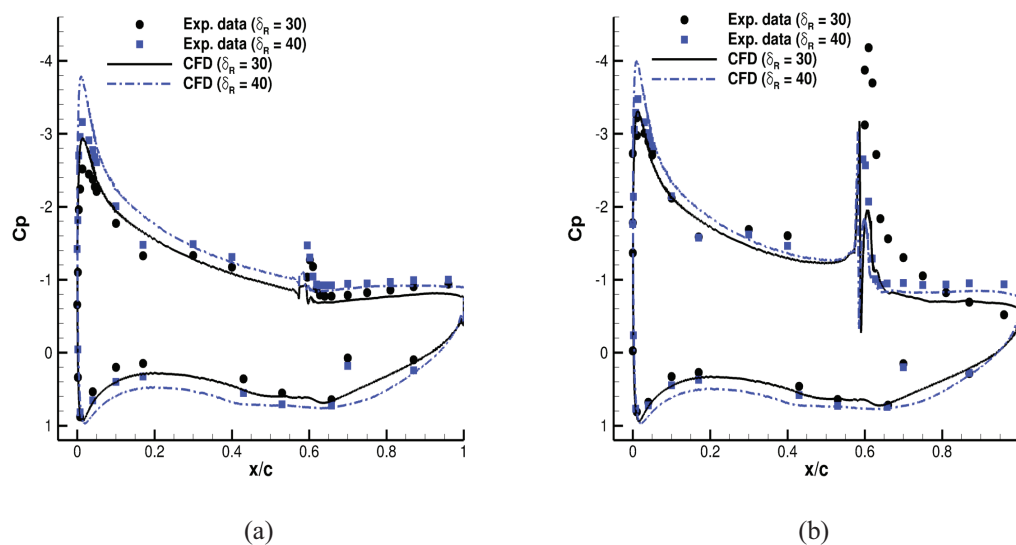 Exp. data (δR = 30)
Exp. data (δR = 40)
CFD (δR = 30)
CFD (δR = 40)
-4
-3
-2
-1
0
1
Cp
0
0.2
0.4
0.6
0.8
1
x/c
(a)
Exp. data (δR = 30)
Exp. data (δR = 40)
CFD (δR = 30)
CFD (δR = 40)
-4
-3
-2
-1
0
1
Cp
0
0.2
0.4
0.6
0.8
x/c
(b)